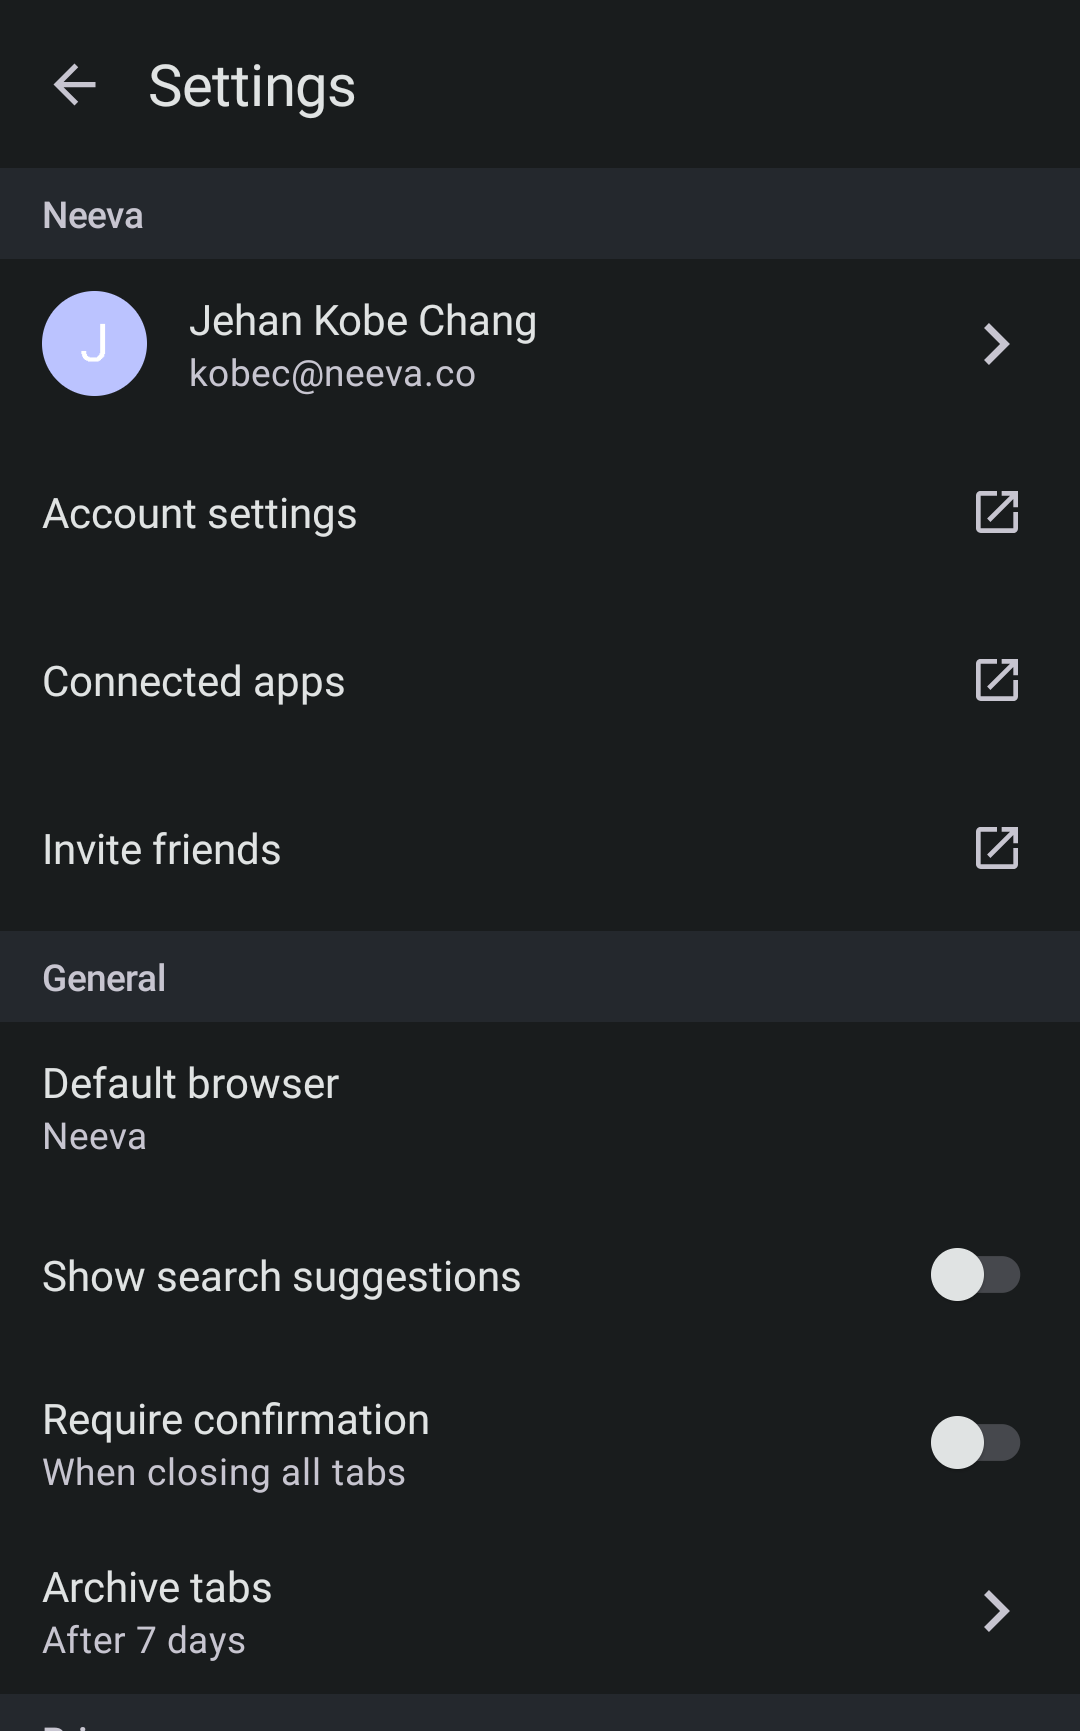 Settings
Neeva
J
Jehan Kobe Chang
kobec@neeva.co
Account settings
Connected apps
Invite friends
General
Default browser
Neeva
Show search suggestions
Require confirmation
When closing all tabs
Archive tabs
After 7 days